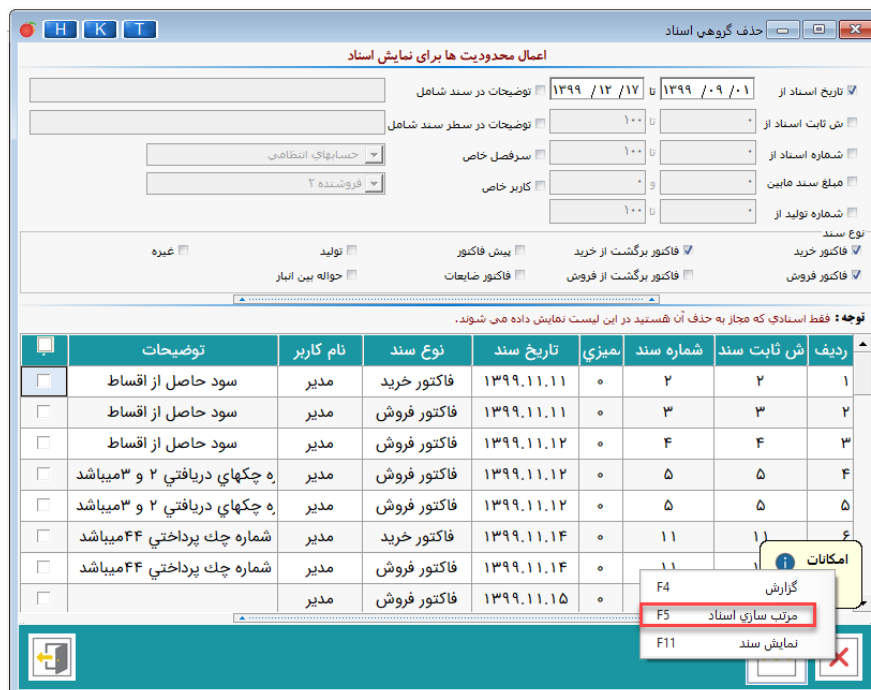 حذف گروهي اسناد
T K H
اعمال محدوديت ها برای نمايش اسناد
تاريخ اسناد از ۱۳۹۹ /۰۹ /۰۱ تا ۱۳۹۹ /۱۲ /۱۷ توضيحات در سند شامل
ش ثابت اسناد از ۰ تا ۱۰۰ توضيحات در سطر سند شامل
شماره اسناد از ۰ تا ۱۰۰ سرفصل خاص حسابهاي انتظامي
مبلغ سند مابين ۰ و ۰ كاربر خاص فروشنده ۲
شماره توليد از ۰ تا ۱۰۰
نوع سند
فاكتور خريد فاكتور برگشت از خريد پيش فاكتور توليد غيره
فاكتور فروش فاكتور برگشت از فروش فاكتور ضايعات حواله بين انبار
توجه : فقط اسنادي كه مجاز به حذف آن هستيد در اين ليست نمايش داده مي شوند.
رديف ش ثابت سند شماره سند مميزي تاريخ سند نوع سند نام كاربر توضيحات
۱ ۲ ۲ ۰ ۱۳۹۹.۱۱.۱۱ فاكتور خريد مدير سود حاصل از اقساط
۲ ۳ ۳ ۰ ۱۳۹۹.۱۱.۱۱ فاكتور فروش مدير سود حاصل از اقساط
۳ ۴ ۴ ۰ ۱۳۹۹.۱۱.۱۲ فاكتور فروش مدير سود حاصل از اقساط
۴ ۵ ۵ ۰ ۱۳۹۹.۱۱.۱۲ فاكتور فروش مدير ره چكهاي دريافتي ۲ و ۳ميباشد
۵ ۵ ۵ ۰ ۱۳۹۹.۱۱.۱۲ فاكتور فروش مدير ره چكهاي دريافتي ۲ و ۳ميباشد
۶ ۱۱ ۱۱ ۰ ۱۳۹۹.۱۱.۱۴ فاكتور خريد مدير شماره چك پرداختي ۴۴ميباشد
۱۱ ۰ ۱۳۹۹.۱۱.۱۴ فاكتور فروش مدير شماره چك پرداختي ۴۴ميباشد
۰ ۱۳۹۹.۱۱.۱۵ فاكتور فروش مدير
امكانات
گزارش F4
مرتب سازي اسناد F5
نمايش سند F11